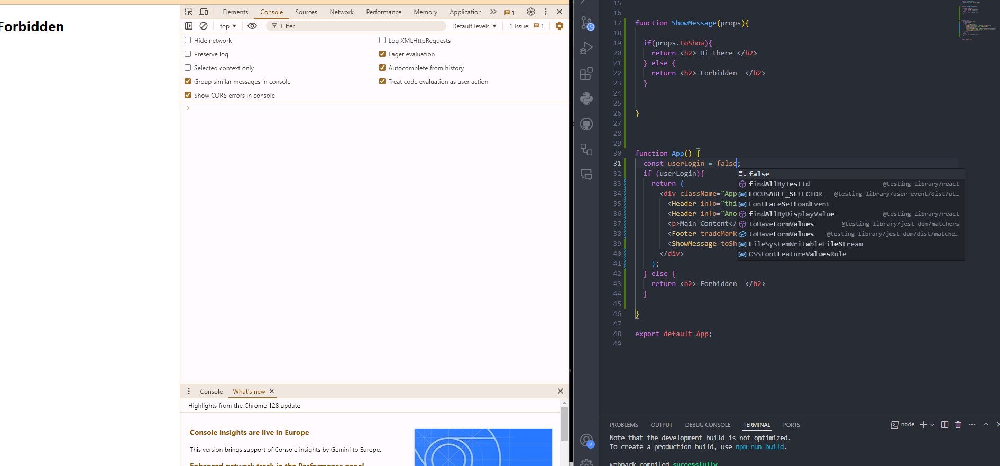 Forbidden
Elements Console Sources Network Performance Memory Application 1
top Filter Default levels 1 Issue: 1
Hide network
Log XMLHttpRequests
Preserve log
Eager evaluation
Selected context only
Autocomplete from history
Group similar messages in console
Treat code evaluation as user action
Show CORS errors in console
Console What's new
Highlights from the Chrome 128 update
Console insights are live in Europe
This version brings support of Console insights by Gemini to Europe.
Enhanced network track in the Performance panel
15
16
17 function ShowMessage(props){
18
19 if(props.toShow){
20 return <h2> Hi there </h2>
21 } else {
22 return <h2> Forbidden </h2>
23 }
24
25
26 }
27
28
29
30 function App() {
31 const userLogin = false;
32 if (userLogin){
33 return (
34 <div className="App
35 <Header info="thi
36 <Header info="Ano
37 <p>Main Content</
38 <Footer tradeMark
39 <ShowMessage toSh
40 </div>
41 );
42 } else {
43 return <h2> Forbidden </h2>
44 }
45
46 }
47
48 export default App;
49
false
findAllByTestId @testing-library/react
FOCUSABLE_SELECTOR @testing-library/user-event/dist/ut…
FontFaceSetLoadEvent
findAllByDisplayValue @testing-library/react
toHaveFormValues @testing-library/jest-dom/matchers
toHaveFormValues @testing-library/jest-dom/dist/matche…
FileSystemWritableFileStream
CSSFontFeatureValuesRule
2
PROBLEMS OUTPUT DEBUG CONSOLE TERMINAL PORTS node
Note that the development build is not optimized.
To create a production build, use npm run build.
webpack compiled successfully